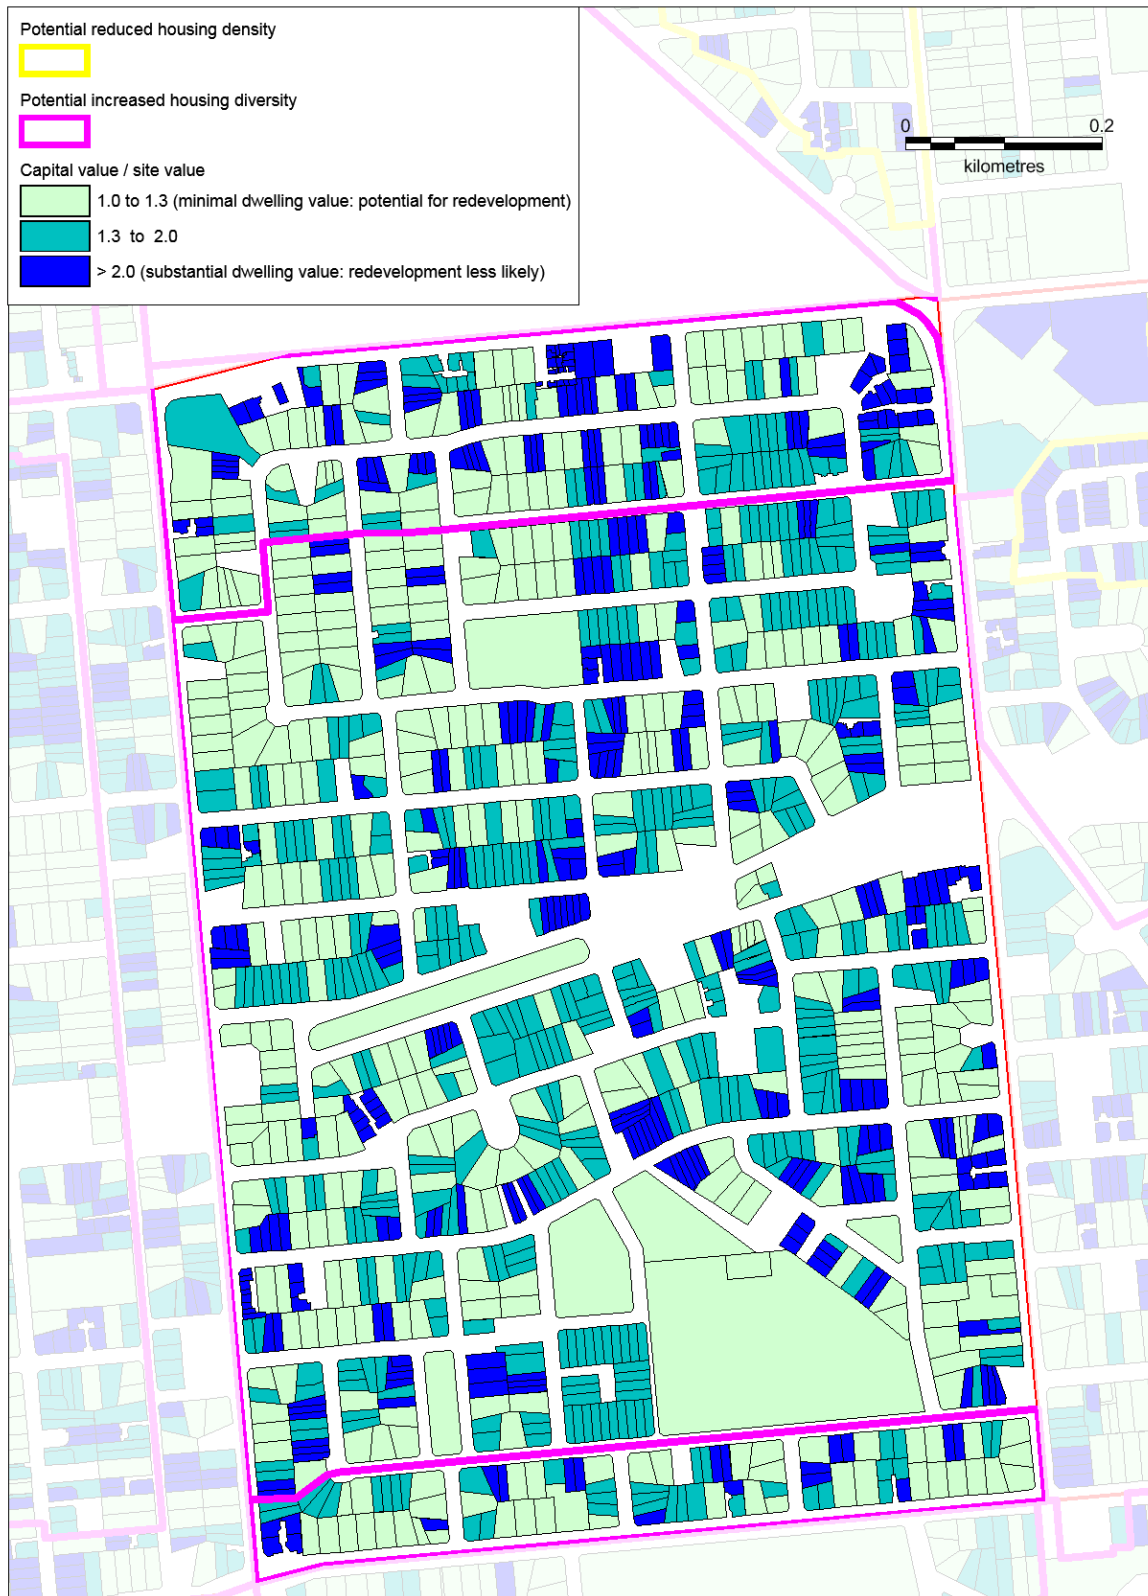 Potential reduced housing density
Potential increased housing diversity
Capital value / site value
1.0 to 1.3 (minimal dwelling value: potential for redevelopment)
1.3 to 2.0
> 2.0 (substantial dwelling value: redevelopment less likely)
0 0.2
kilometres